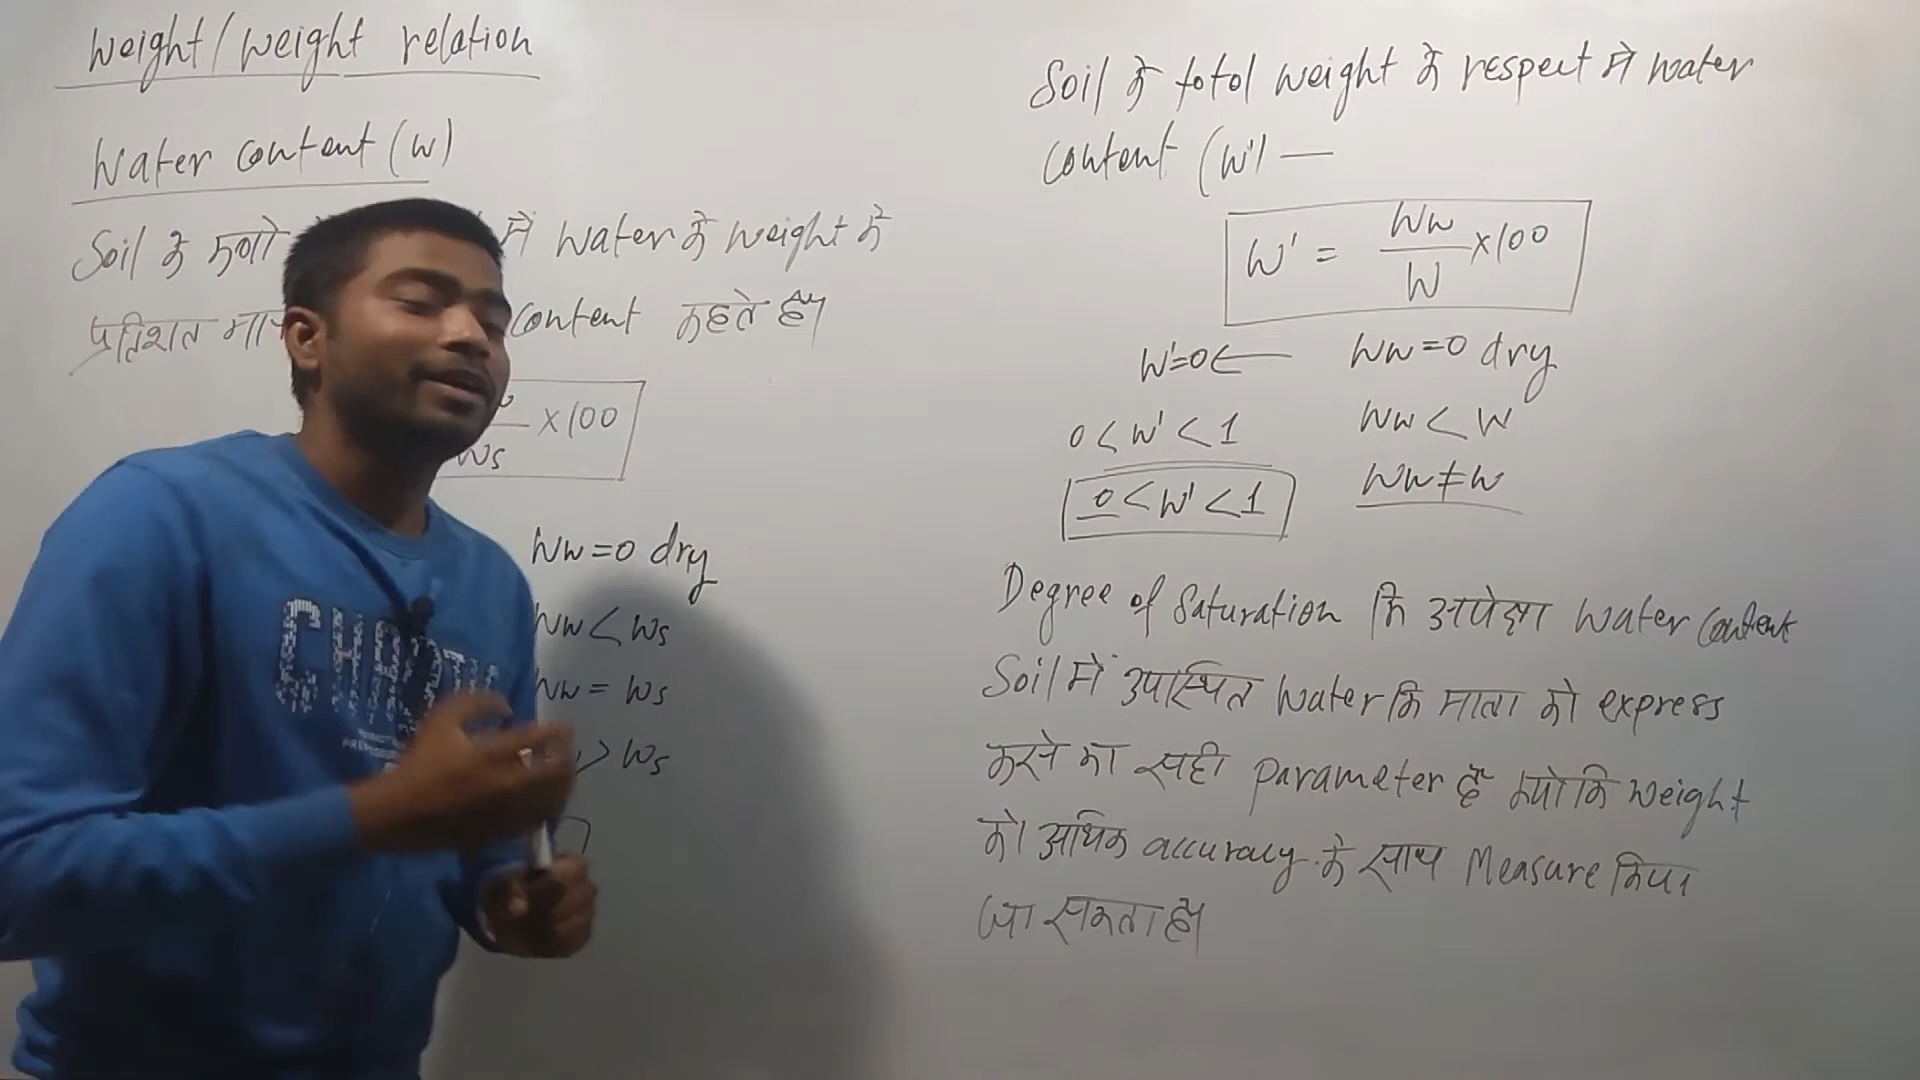 Weight/Weight relation
Water content (w)
Soil के कणो में Water के weight के
प्रतिशत content कहते है।
Ws × 100
Ww = 0 dry
Ww < Ws
Ww = Ws
> Ws
Soil के total weight के respect मे water
content (w') —
W' = Ww / W × 100
W'=0 ← Ww=0 dry
0 < W' < 1 Ww < W
0 < W' < 1 Ww ≠ W
Degree of Saturation कि अपेक्षा water content
Soil में उपस्थित Water कि मात्रा को express
करने का सही parameter है क्योकि weight
को अधिक accuracy के साथ Measure किया
जा सकता है।